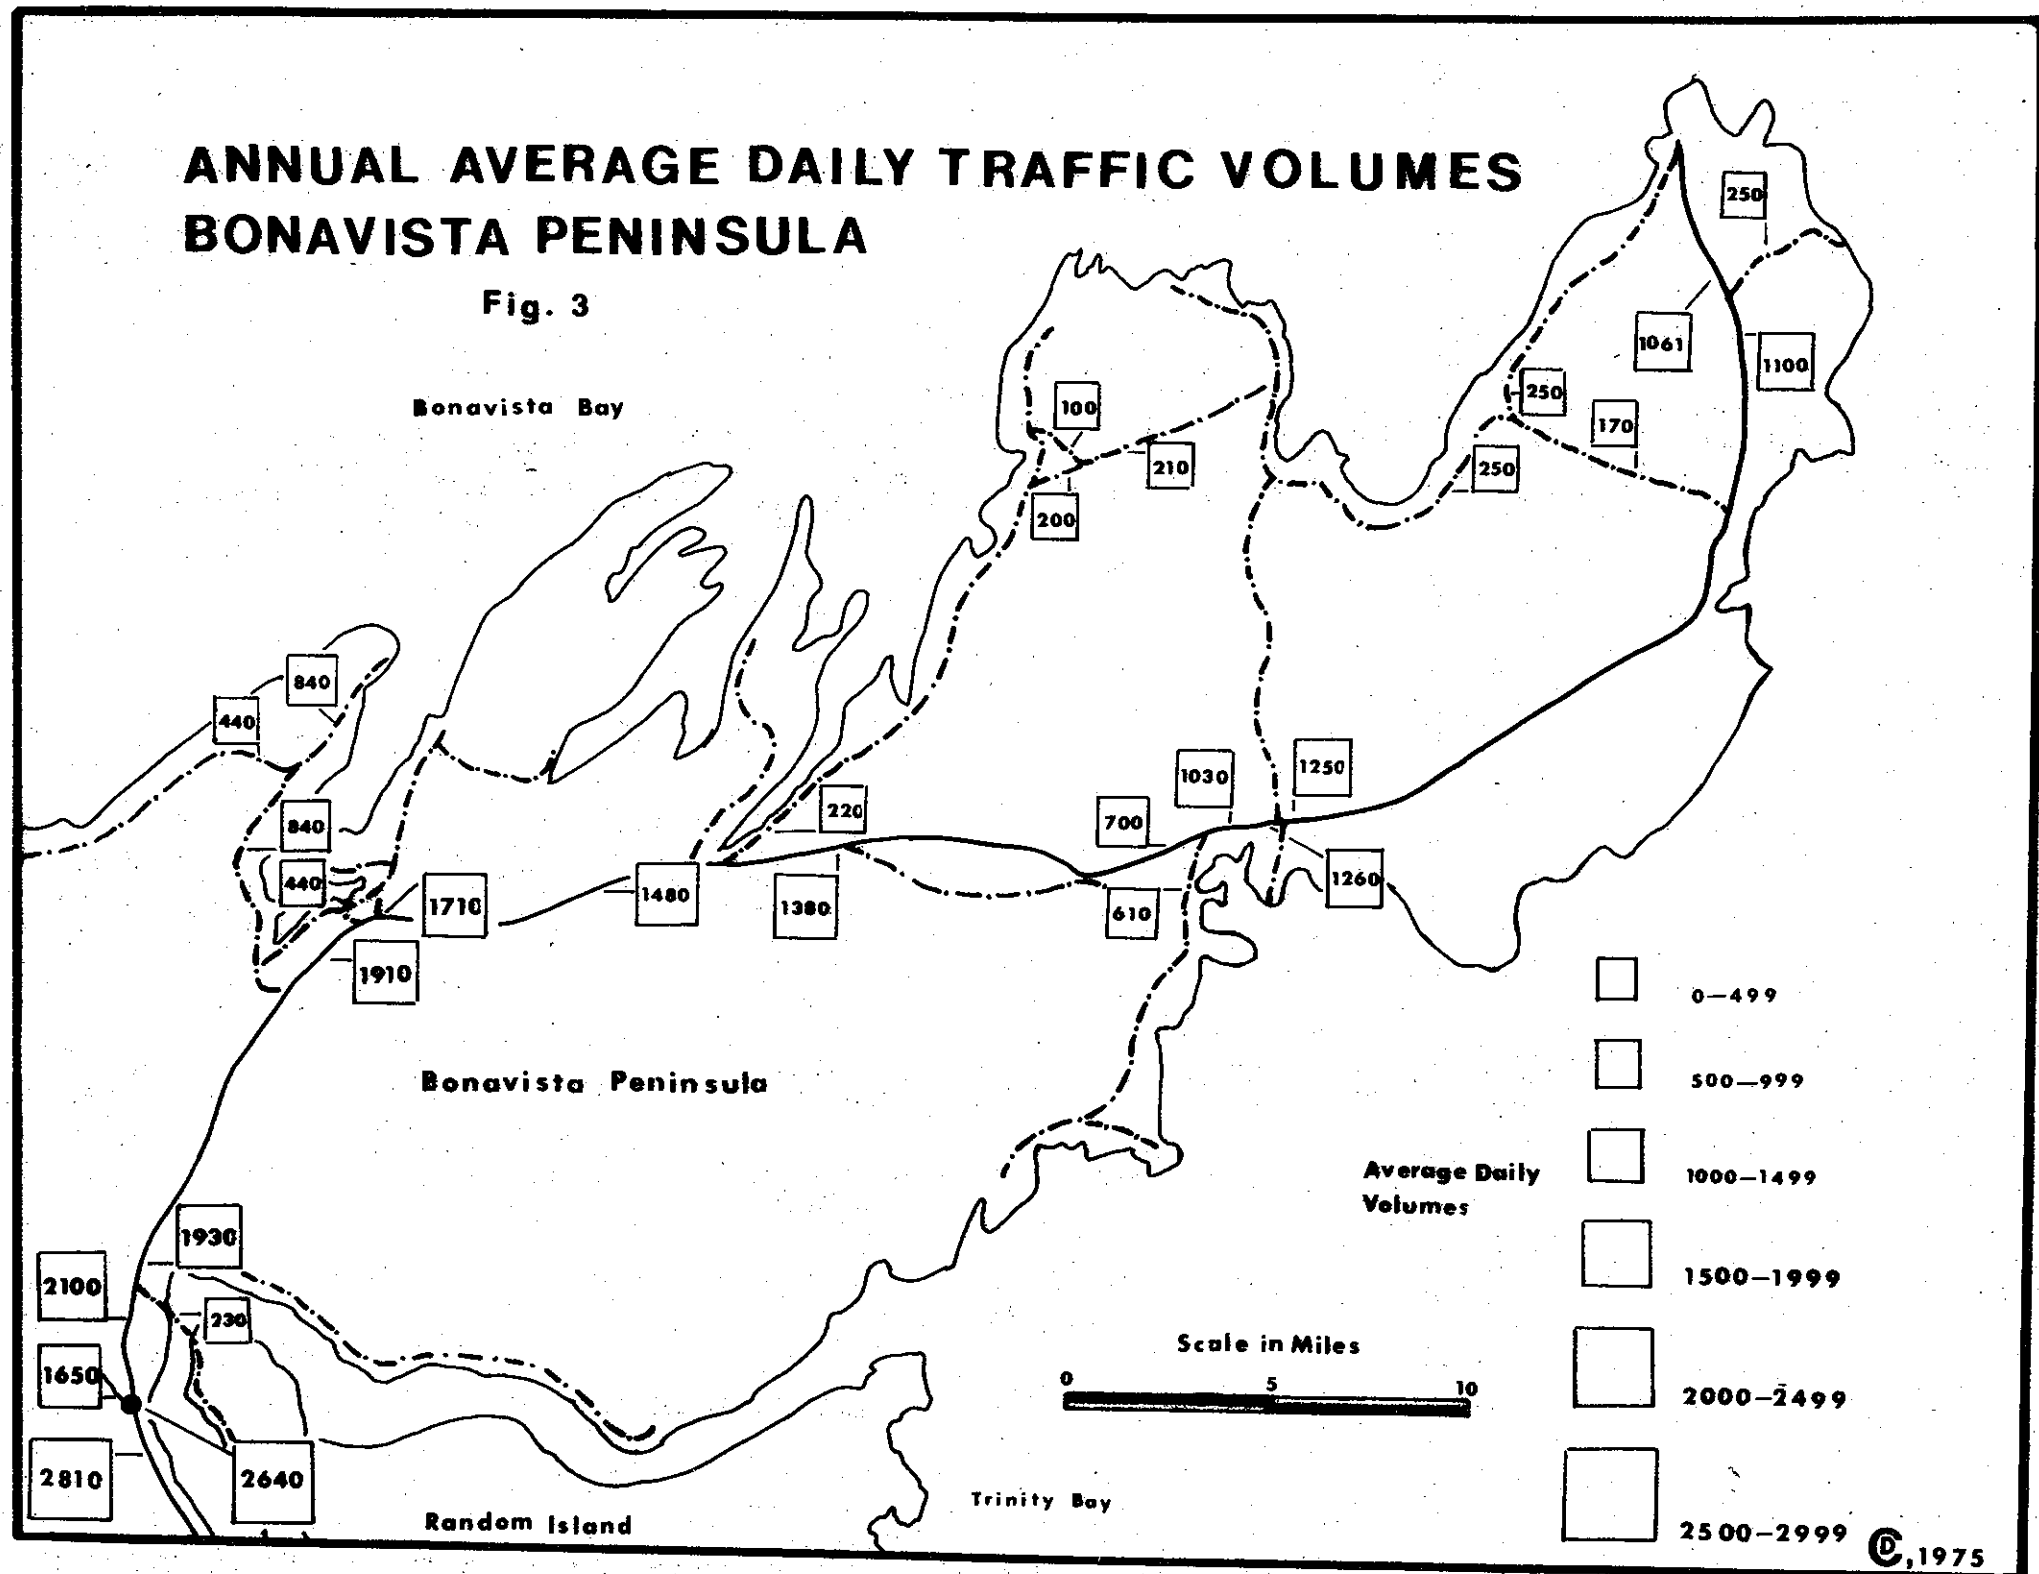 ANNUAL AVERAGE DAILY TRAFFIC VOLUMES
BONAVISTA PENINSULA
Fig. 3
250
1061
1100
Bonavista Bay
100
250
170
210
250
200
840
440
1030
1250
220
700
840
440
1710
1480
1380
610
1260
1910
0–499
500–999
Bonavista Peninsula
Average Daily
Volumes
1000–1499
1930
2100
1500–1999
230
Scale in Miles
1650
0 5 10
2000–2499
2810
2640
Trinity Bay
Random Island
2500–2999
CD, 1975